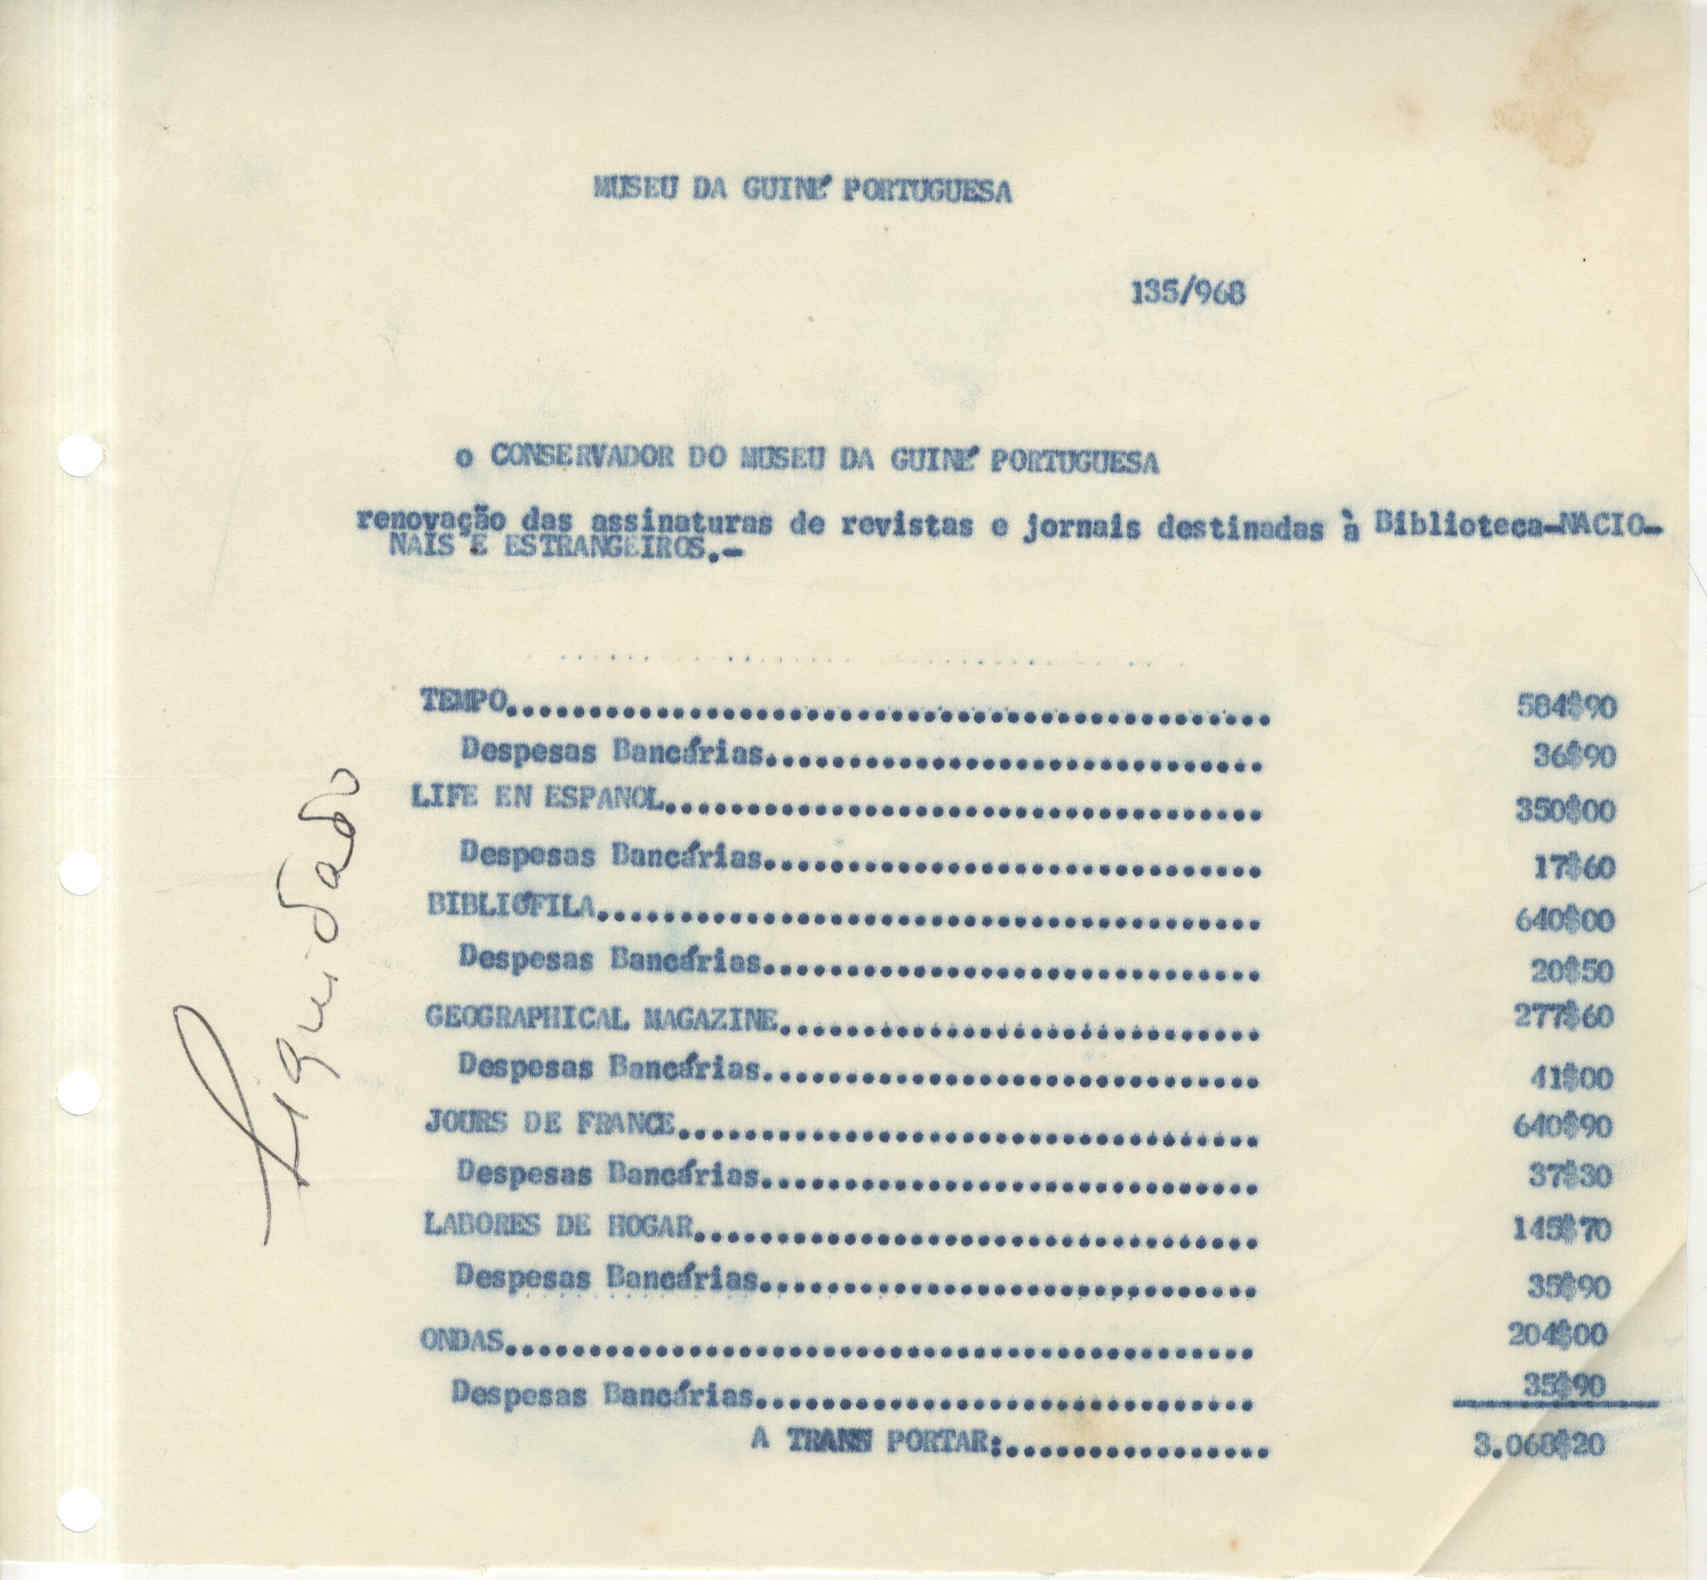 MUSEU DA GUINÉ PORTUGUESA
135/968
o CONSERVADOR DO MUSEU DA GUINÉ PORTUGUESA
renovação das assinaturas de revistas e jornais destinadas à Biblioteca-NACIO-
NAIS E ESTRANGEIROS.-
TEMPO.............................................. 584$90
Despesas Bancárias.............................. 36$90
LIFE EN ESPANOL.................................... 350$00
Despesas Bancárias.............................. 17$60
BIBLIÓFILA........................................ 640$00
Despesas Bancárias.............................. 20$50
GEOGRAPHICAL MAGAZINE............................. 277$60
Despesas Bancárias.............................. 41$00
JOURS DE FRANCE................................... 640$90
Despesas Bancárias.............................. 37$30
LABORES DE HOGAR.................................. 145$70
Despesas Bancárias.............................. 35$90
ONDAS............................................. 204$00
Despesas Bancárias.............................. 35$90
A TRANS PORTAR:................ 3.068$20
Liquidado